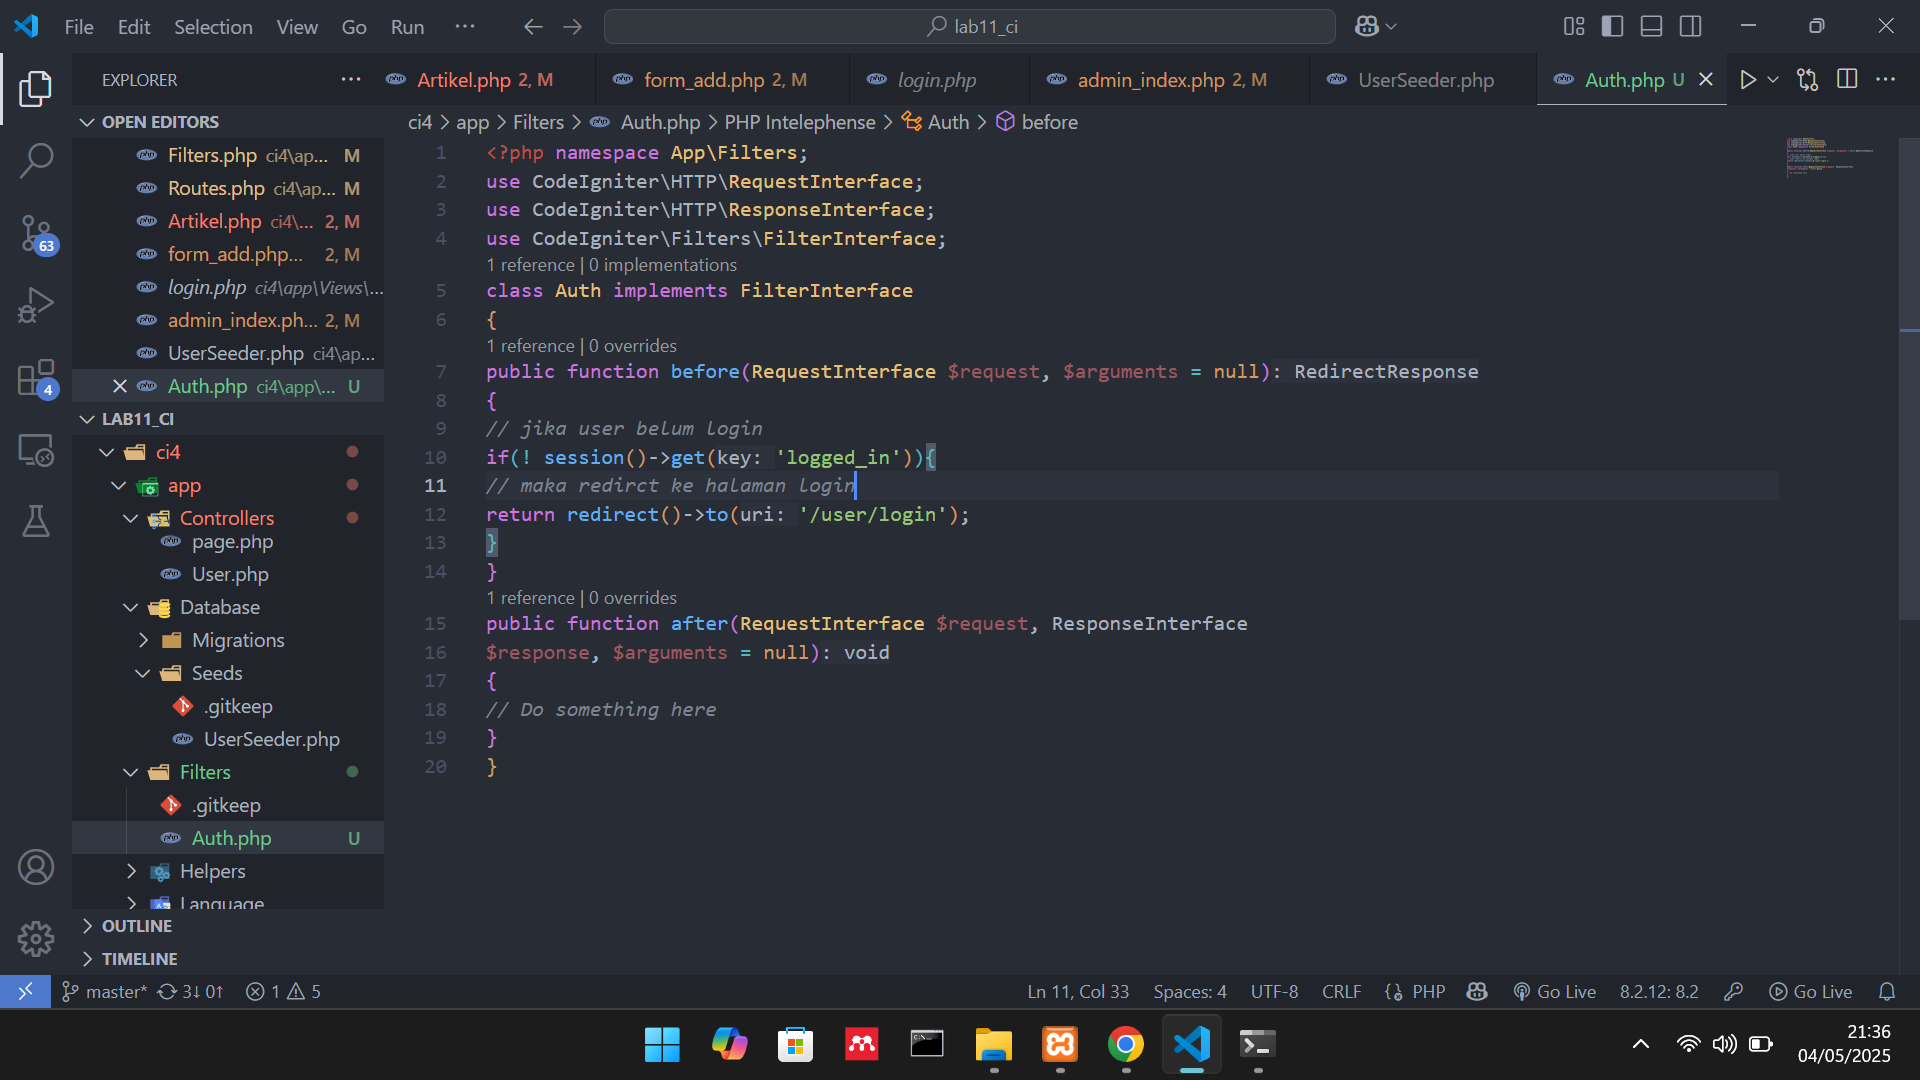 File Edit Selection View Go Run ···
lab11_ci
EXPLORER ···
Artikel.php 2, M
form_add.php 2, M
login.php
admin_index.php 2, M
UserSeeder.php
Auth.php U
OPEN EDITORS
Filters.php ci4\ap... M
Routes.php ci4\ap... M
Artikel.php ci4\... 2, M
form_add.php... 2, M
login.php ci4\app\Views\...
admin_index.ph... 2, M
UserSeeder.php ci4\ap...
Auth.php ci4\app\... U
LAB11_CI
ci4
app
Controllers
page.php
User.php
Database
Migrations
Seeds
.gitkeep
UserSeeder.php
Filters
.gitkeep
Auth.php U
Helpers
Language
OUTLINE
TIMELINE
63
4
ci4 > app > Filters > Auth.php > PHP Intelephense > Auth > before
1 <?php namespace App\Filters;
2 use CodeIgniter\HTTP\RequestInterface;
3 use CodeIgniter\HTTP\ResponseInterface;
4 use CodeIgniter\Filters\FilterInterface;
1 reference | 0 implementations
5 class Auth implements FilterInterface
6 {
1 reference | 0 overrides
7 public function before(RequestInterface $request, $arguments = null): RedirectResponse
8 {
9 // jika user belum login
10 if(! session()->get(key: 'logged_in')){
11 // maka redirct ke halaman login
12 return redirect()->to(uri: '/user/login');
13 }
14 }
1 reference | 0 overrides
15 public function after(RequestInterface $request, ResponseInterface
16 $response, $arguments = null): void
17 {
18 // Do something here
19 }
20 }
master* 3↓ 0↑ 1 5
Ln 11, Col 33 Spaces: 4 UTF-8 CRLF PHP Go Live 8.2.12: 8.2 Go Live
21:36
04/05/2025